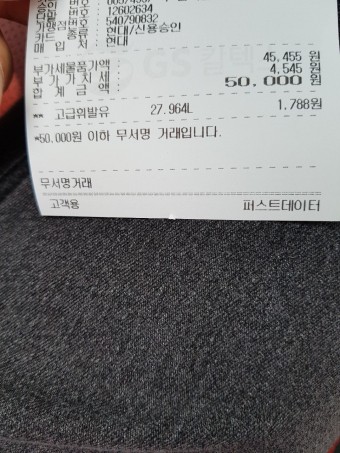 단말 번호 : 12602634
가맹점번호 : 540790832
카드 종류 : 현대/신용승인
매 입 처 : 현대
부가세물품가액 : 45.455 원
부 가 가 치 세 : 4.545 원
합 계 금 액 : 50.000 원
** 고급휘발유 27.964L 1.788원
*50.000원 이하 무서명 거래입니다.
무서명거래
고객용 퍼스트데이터